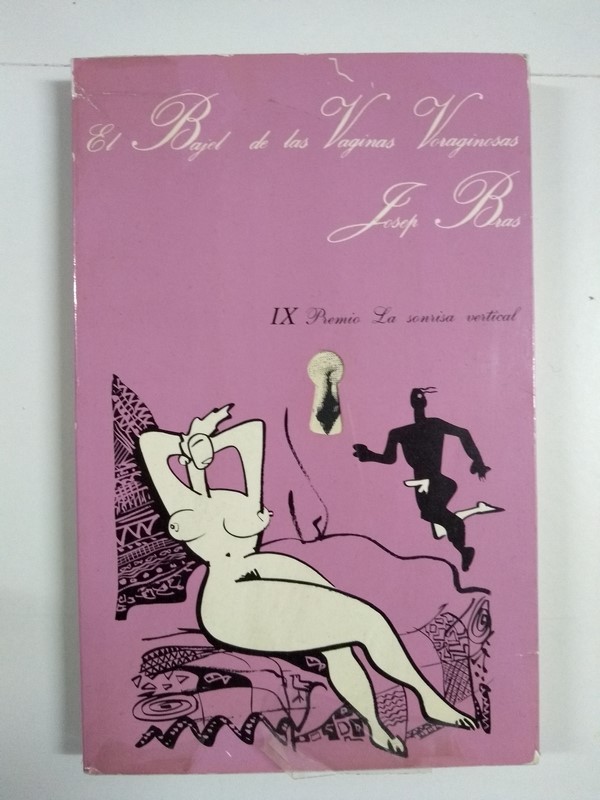 El Bajel de las Vaginas Voraginosas
Josep Bras
IX Premio La sonrisa vertical